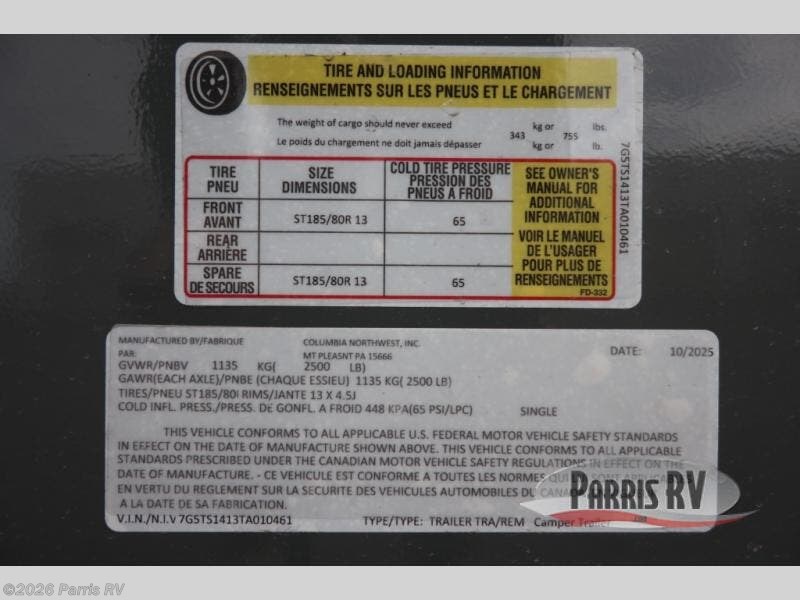 TIRE AND LOADING INFORMATION
RENSEIGNEMENTS SUR LES PNEUS ET LE CHARGEMENT
The weight of cargo should never exceed 343 kg or 755 lbs.
Le poids du chargement ne doit jamais dépasser kg or lb.
TIRE PNEU
SIZE DIMENSIONS
COLD TIRE PRESSURE PRESSION DES PNEUS A FROID
FRONT AVANT
ST185/80R 13
65
REAR ARRIÈRE
SPARE DE SECOURS
ST185/80R 13
65
SEE OWNER'S
MANUAL FOR
ADDITIONAL
INFORMATION
VOIR LE MANUEL
DE L'USAGER
POUR PLUS DE
RENSEIGNEMENTS
FD-332
7G5TS1413TA010461
MANUFACTURED BY/FABRIQUE COLUMBIA NORTHWEST, INC. DATE: 10/2025
PAR: MT PLEASNT PA 15666
GVWR/PNBV 1135 KG( 2500 LB)
GAWR(EACH AXLE)/PNBE (CHAQUE ESSIEU) 1135 KG( 2500 LB)
TIRES/PNEU ST185/80 RIMS/JANTE 13 X 4.5J
COLD INFL. PRESS./PRESS. DE GONFL. A FROID 448 KPA(65 PSI/LPC) SINGLE
THIS VEHICLE CONFORMS TO ALL APPLICABLE U.S. FEDERAL MOTOR VEHICLE SAFETY STANDARDS
IN EFFECT ON THE DATE OF MANUFACTURE SHOWN ABOVE. THIS VEHICLE CONFORMS TO ALL APPLICABLE
STANDARDS PRESCRIBED UNDER THE CANADIAN MOTOR VEHICLE SAFETY REGULATIONS IN EFFECT ON THE
DATE OF MANUFACTURE. - CE VEHICULE EST CONFORME A TOUTES LES NORMES
EN VERTU DU REGLEMENT SUR LA SECURITE DES VEHICULES AUTOMOBILES DU
A LA DATE DE SA FABRICATION.
V.I.N./N.I.V 7G5TS1413TA010461 TYPE/TYPE: TRAILER TRA/REM Camper Trailer
PARRIS RV
©2026 Parris RV